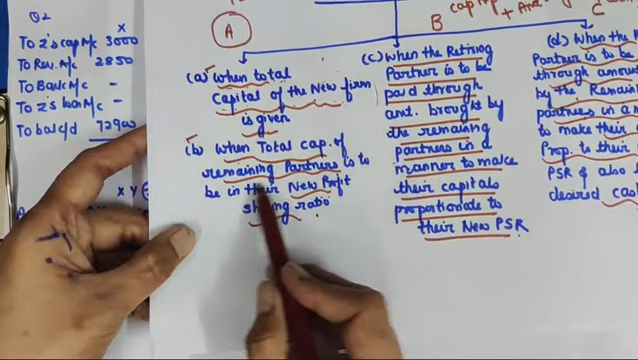 Q2
x
To Z's cap A/c 3000
To Rev. A/c 2850
To Bank A/c -
To Z's loan A/c -
To bal c/d 72900
x y
A
B
C
(a) When total
Capital of the New firm
is given
(b) When Total cap. of
remaining Partners is to
be in their New Profit
sharing ratio.
(c) When the Retiring
Partner is to be
paid through
amt. brought by
the remaining
partners in a
manner to make
their capitals
proportionate to
their New PSR.
(d) When the
Partner is to be
through amou
by the Remain
partners in a
to make their
Prop. to their
PSR & also
desired cas